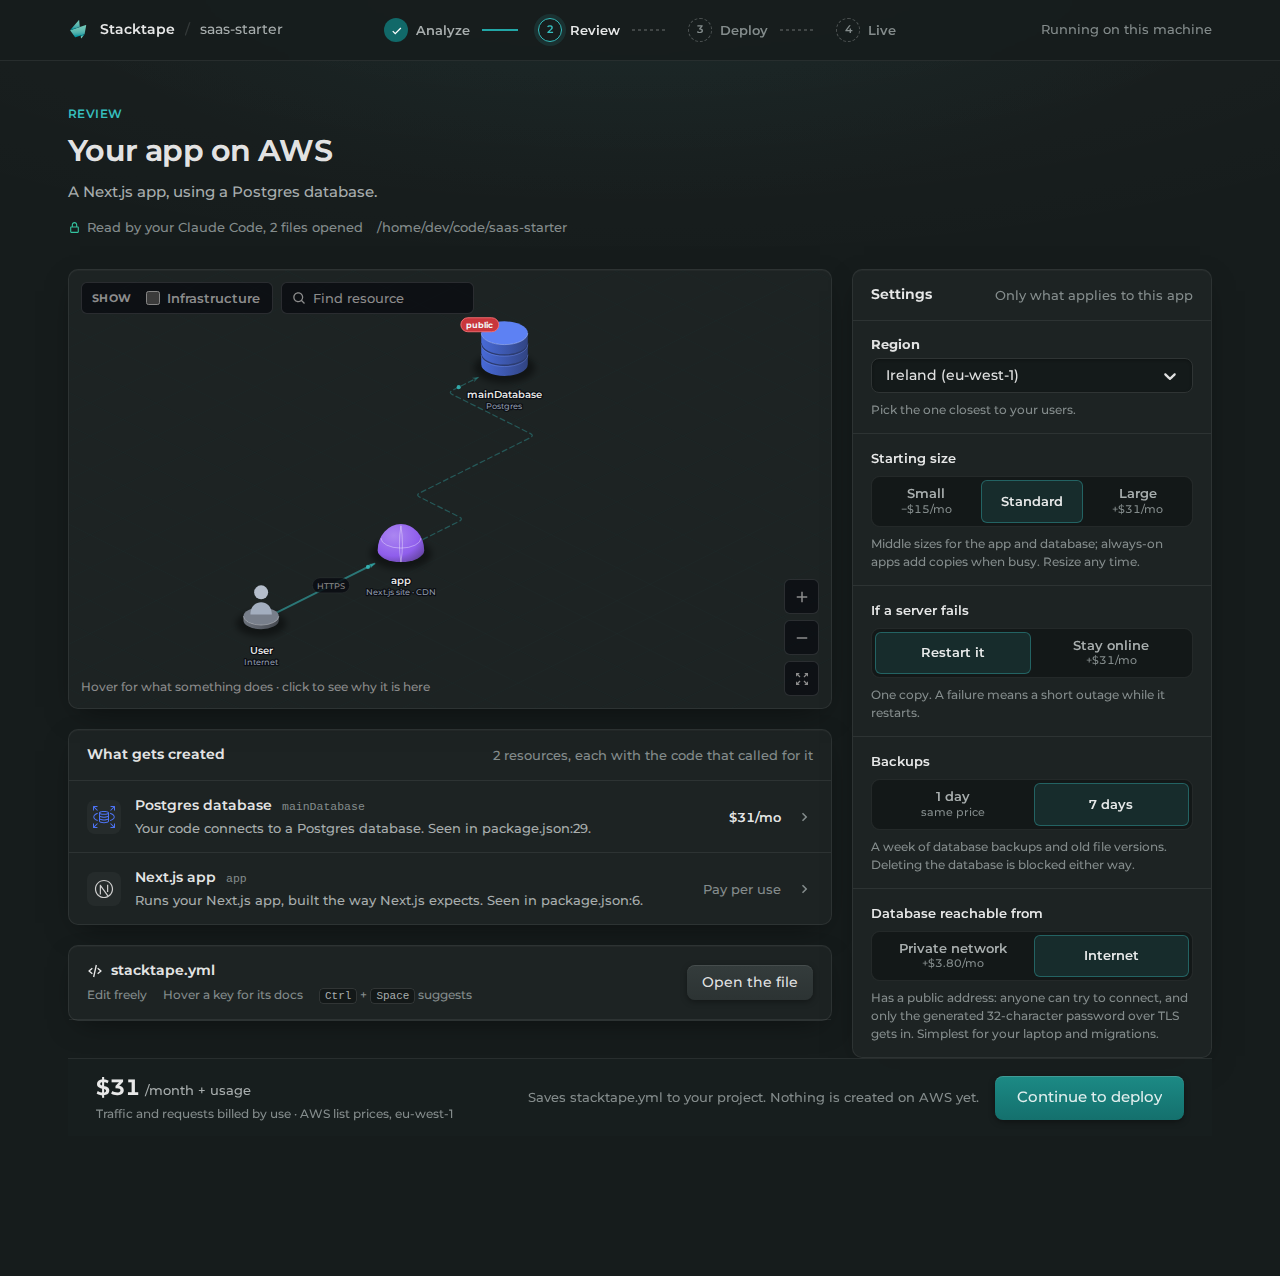 Stacktape / saas-starter
Analyze
2 Review
3 Deploy
4 Live
Running on this machine
REVIEW
Your app on AWS
A Next.js app, using a Postgres database.
Read by your Claude Code, 2 files opened /home/dev/code/saas-starter
SHOW Infrastructure
Find resource
public
mainDatabase
Postgres
app
Next.js site · CDN
HTTPS
User
Internet
Hover for what something does · click to see why it is here
What gets created
2 resources, each with the code that called for it
Postgres database mainDatabase
Your code connects to a Postgres database. Seen in package.json:29.
$31/mo
Next.js app app
Runs your Next.js app, built the way Next.js expects. Seen in package.json:6.
Pay per use
stacktape.yml
Edit freely Hover a key for its docs Ctrl + Space suggests
Open the file
Settings
Only what applies to this app
Region
Ireland (eu-west-1)
Pick the one closest to your users.
Starting size
Small
−$15/mo
Standard
Large
+$31/mo
Middle sizes for the app and database; always-on
apps add copies when busy. Resize any time.
If a server fails
Restart it
Stay online
+$31/mo
One copy. A failure means a short outage while it
restarts.
Backups
1 day
same price
7 days
A week of database backups and old file versions.
Deleting the database is blocked either way.
Database reachable from
Private network
+$3.80/mo
Internet
Has a public address: anyone can try to connect, and
only the generated 32-character password over TLS
gets in. Simplest for your laptop and migrations.
$31 /month + usage
Traffic and requests billed by use · AWS list prices, eu-west-1
Saves stacktape.yml to your project. Nothing is created on AWS yet.
Continue to deploy